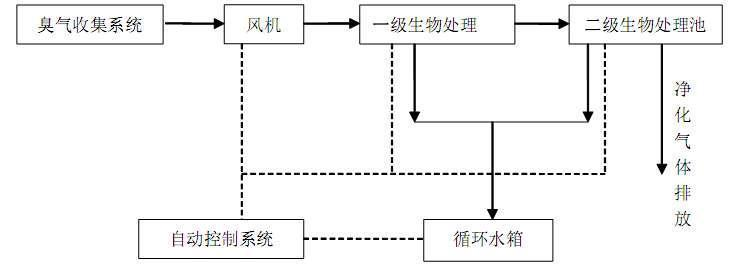 臭气收集系统
风机
一级生物处理
二级生物处理池
净化气体排放
自动控制系统
循环水箱